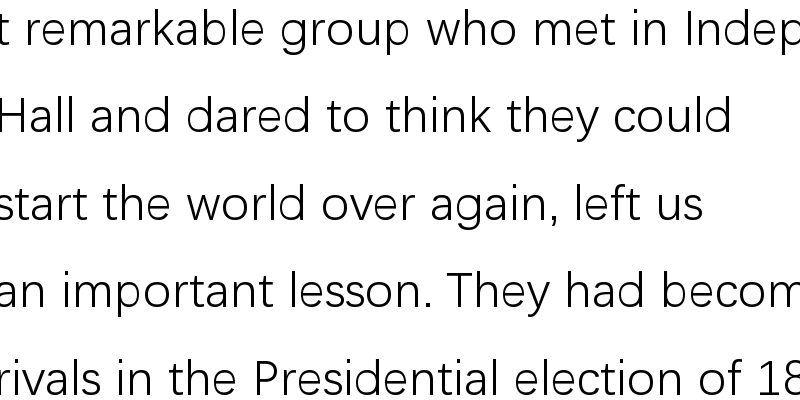 t remarkable group who met in Indep
Hall and dared to think they could
start the world over again, left us
an important lesson. They had becom
rivals in the Presidential election of 18